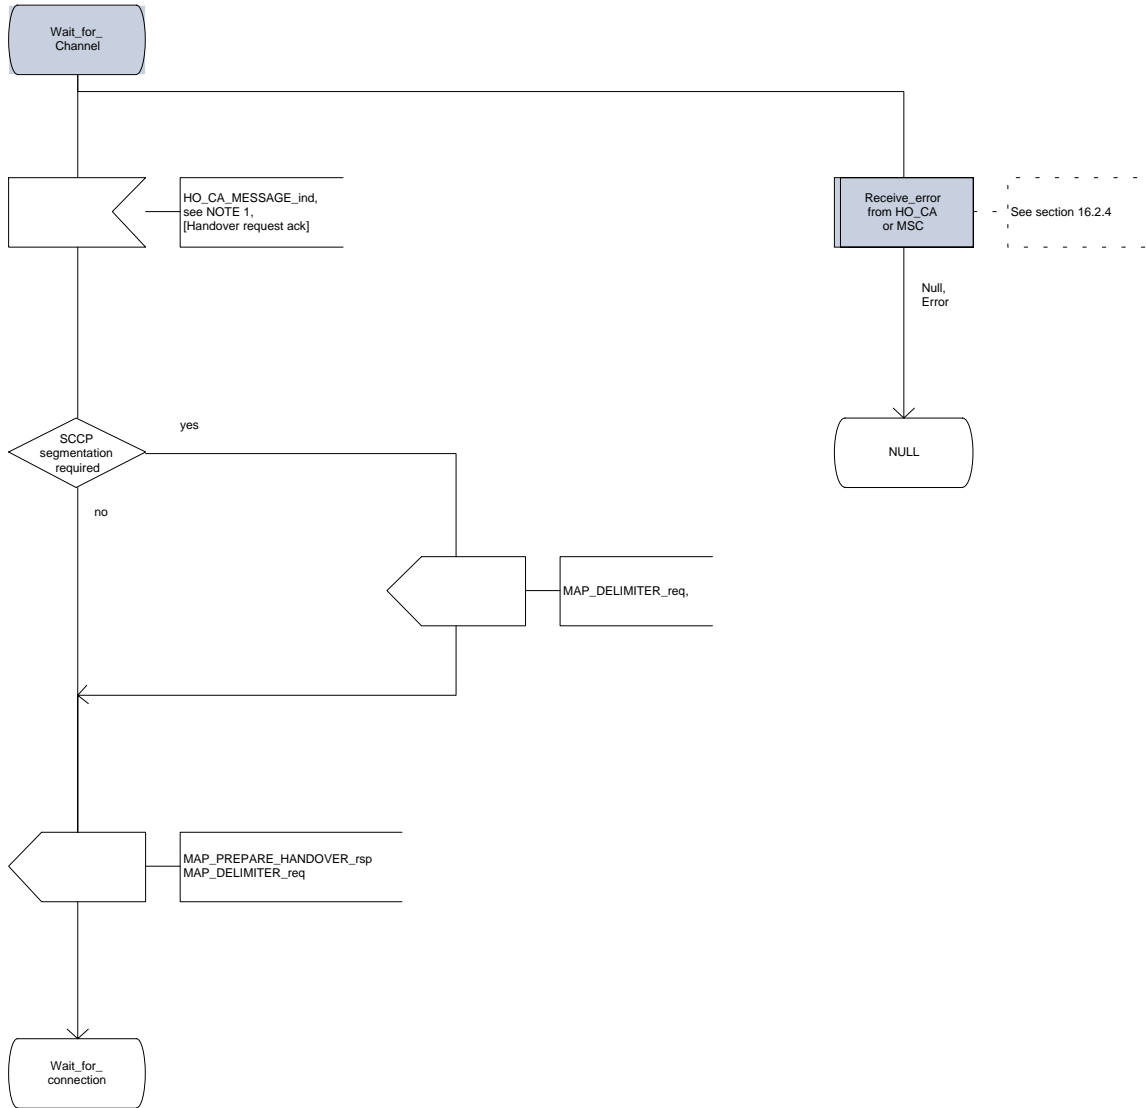 Wait_for_
Channel
HO_CA_MESSAGE_ind,
see NOTE 1,
[Handover request ack]
Receive_error
from HO_CA
or MSC
See section 16.2.4
Null,
Error
SCCP
segmentation
required
yes
no
NULL
MAP_DELIMITER_req,
MAP_PREPARE_HANDOVER_rsp
MAP_DELIMITER_req
Wait_for_
connection